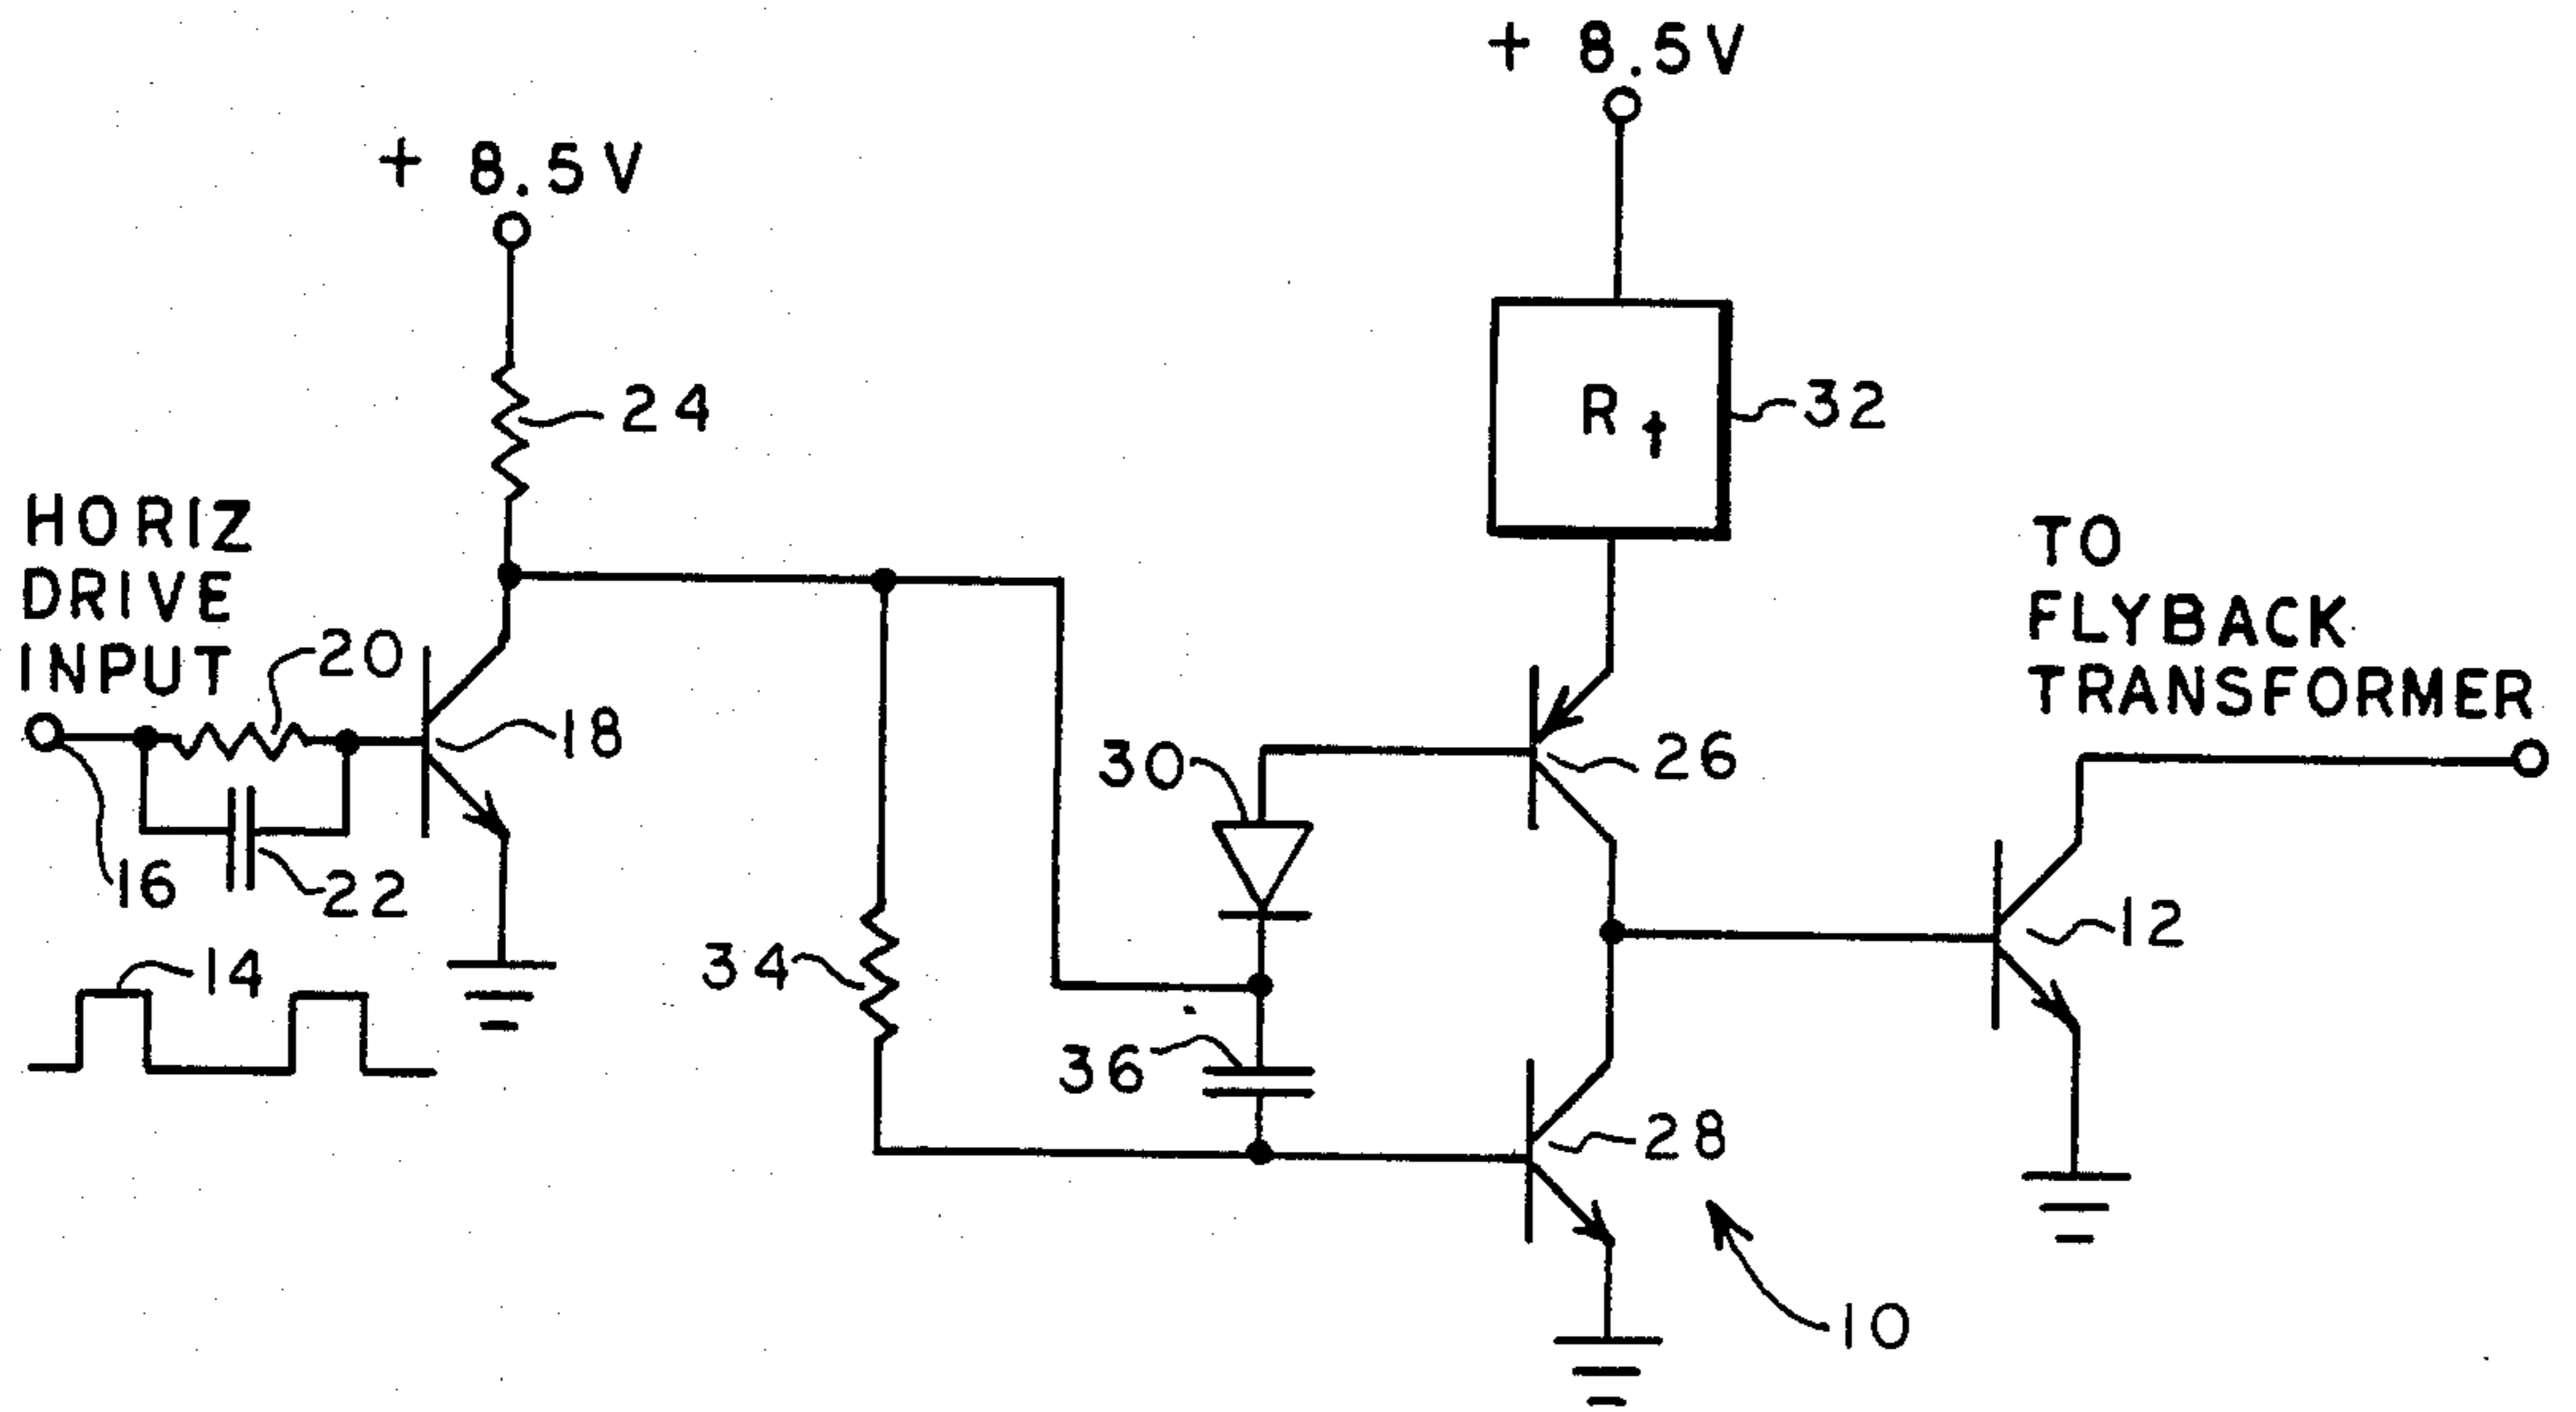 + 8.5V
+ 8.5V
24
R t
32
HORIZ
DRIVE
INPUT
20
18
16
22
14
TO
FLYBACK
TRANSFORMER
30
26
12
34
36
28
10